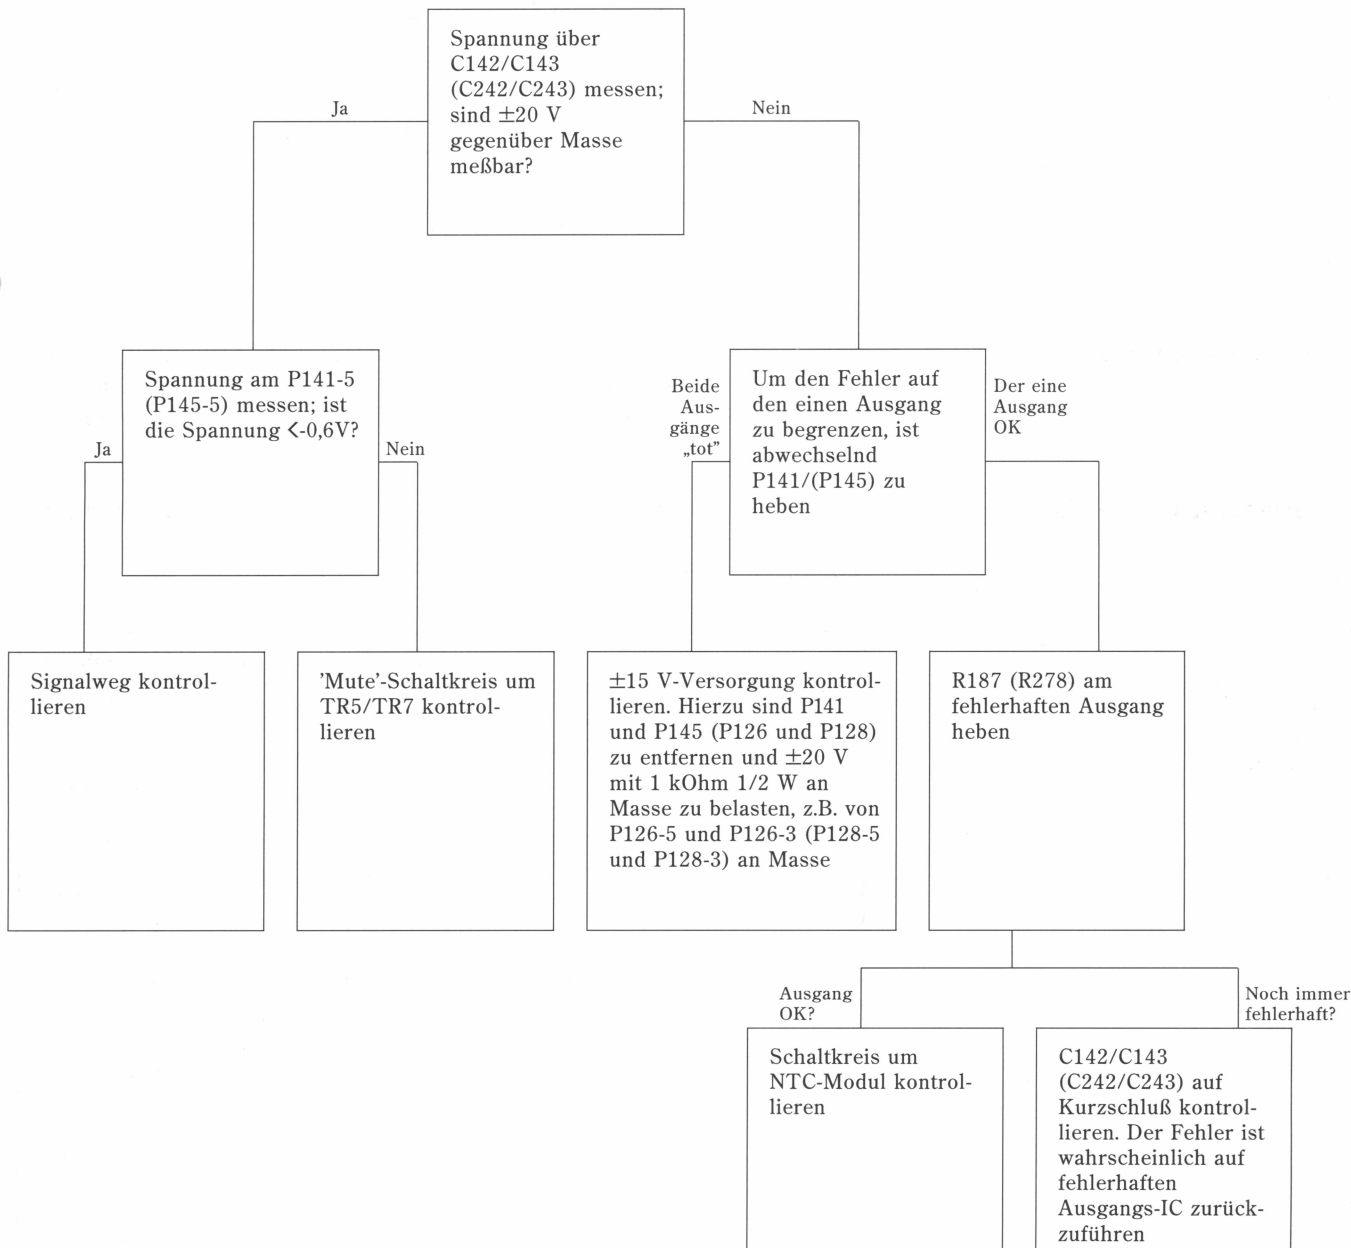 Spannung über
C142/C143
(C242/C243) messen;
sind ±20 V
gegenüber Masse
meßbar?
Ja
Nein
Spannung am P141-5
(P145-5) messen; ist
die Spannung <-0,6V?
Ja
Nein
Beide
Aus-
gänge
„tot”
Um den Fehler auf
den einen Ausgang
zu begrenzen, ist
abwechselnd
P141/(P145) zu
heben
Der eine
Ausgang
OK
Signalweg kontrol-
lieren
'Mute'-Schaltkreis um
TR5/TR7 kontrol-
lieren
±15 V-Versorgung kontrol-
lieren. Hierzu sind P141
und P145 (P126 und P128)
zu entfernen und ±20 V
mit 1 kOhm 1/2 W an
Masse zu belasten, z.B. von
P126-5 und P126-3 (P128-5
und P128-3) an Masse
R187 (R278) am
fehlerhaften Ausgang
heben
Ausgang
OK?
Noch immer
fehlerhaft?
Schaltkreis um
NTC-Modul kontrol-
lieren
C142/C143
(C242/C243) auf
Kurzschluß kontrol-
lieren. Der Fehler ist
wahrscheinlich auf
fehlerhaften
Ausgangs-IC zurück-
zuführen